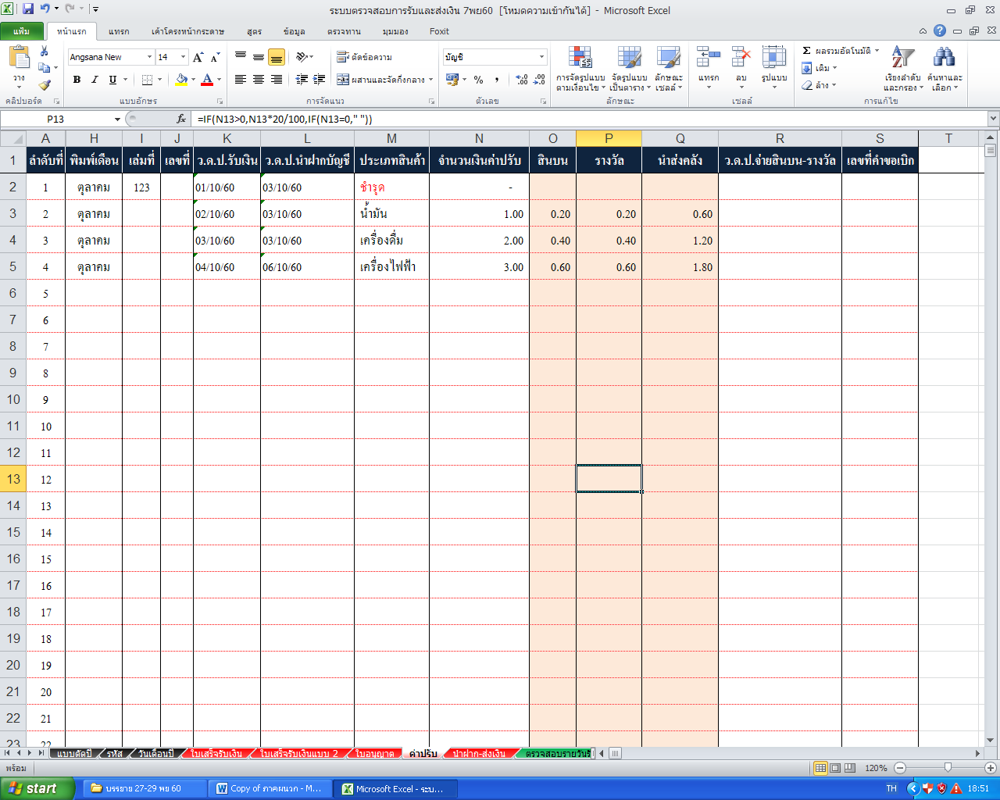 ระบบตรวจสอบการรับและส่งเงิน 7พย60 [โหมดความเข้ากันได้] - Microsoft Excel
แฟ้ม หน้าแรก แทรก เค้าโครงหน้ากระดาษ สูตร ข้อมูล ตรวจทาน มุมมอง Foxit
วาง Angsana New 14 ตัดข้อความ บัญชี ผลรวมอัตโนมัติ
B I U ผสานและจัดกึ่งกลาง % , การจัดรูปแบบตามเงื่อนไข จัดรูปแบบเป็นตาราง ลักษณะเซลล์ แทรก ลบ รูปแบบ เติม ล้าง เรียงลำดับและกรอง ค้นหาและเลือก
คลิปบอร์ด แบบอักษร การจัดแนว ตัวเลข ลักษณะ เซลล์ การแก้ไข
P13 fx =IF(N13>0,N13*20/100,IF(N13=0," "))
A H I J K L M N O P Q R S T
1 ลำดับที่ พิมพ์เดือน เล่มที่ เลขที่ ว.ด.ป.รับเงิน ว.ด.ป.นำฝากบัญชี ประเภทสินค้า จำนวนเงินค่าปรับ สินบน รางวัล นำส่งคลัง ว.ด.ป.จ่ายสินบน-รางวัล เลขที่คำขอเบิก
2 1 ตุลาคม 123 01/10/60 03/10/60 ชำรุด -
3 2 ตุลาคม 02/10/60 03/10/60 น้ำมัน 1.00 0.20 0.20 0.60
4 3 ตุลาคม 03/10/60 03/10/60 เครื่องดื่ม 2.00 0.40 0.40 1.20
5 4 ตุลาคม 04/10/60 06/10/60 เครื่องไฟฟ้า 3.00 0.60 0.60 1.80
6 5
7 6
8 7
9 8
10 9
11 10
12 11
13 12
14 13
15 14
16 15
17 16
18 17
19 18
20 19
21 20
22 21
23 22
แบบตัดปี รหัส วันเดือนปี ใบเสร็จรับเงิน ใบเสร็จรับเงินแบบ 2 ใบอนุญาต ค่าปรับ นำฝาก-ส่งเงิน ตรวจสอบรายวันรั
พร้อม 120%
start บรรยาย 27-29 พย 60 Copy of ภาคผนวก - M... Microsoft Excel - ระบ... TH 18:51